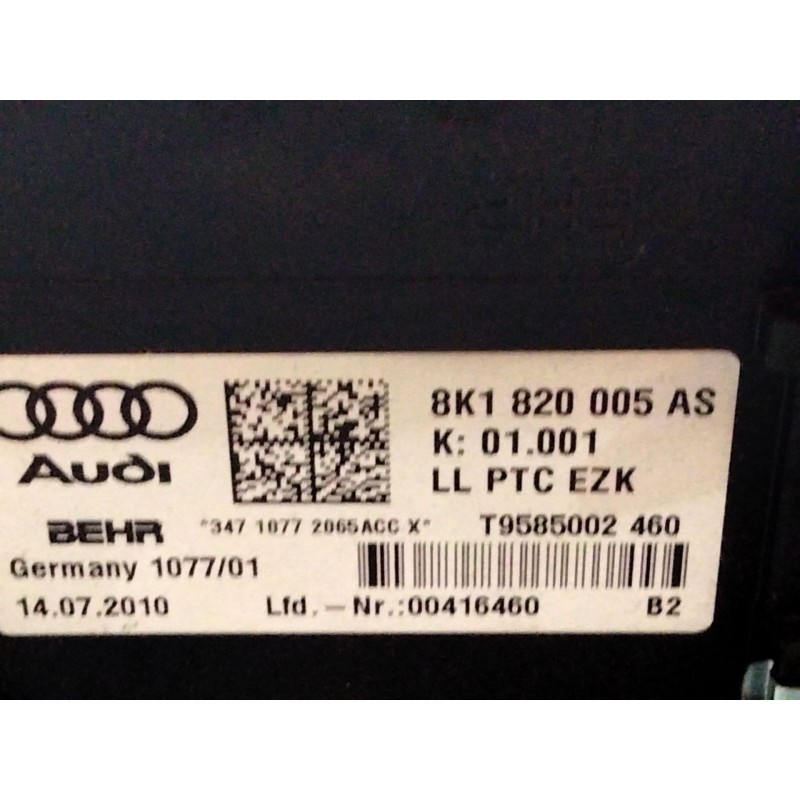 8K1 820 005 AS
K: 01.001
Audi
LL PTC EZK
BEHR *347 1077 2065ACC X* T9585002 460
Germany 1077/01
14.07.2010 Lfd.-Nr.:00416460 B2